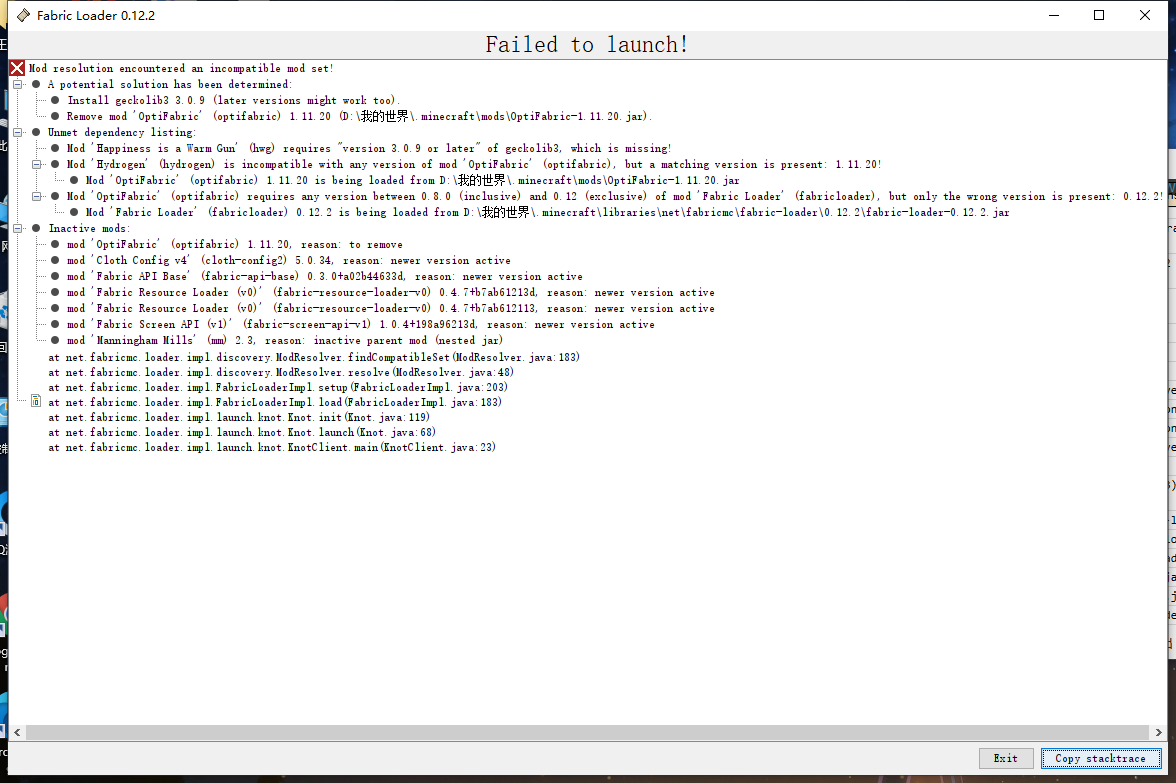 Fabric Loader 0.12.2
Failed to launch!
Mod resolution encountered an incompatible mod set!
A potential solution has been determined:
Install geckolib3 3.0.9 (later versions might work too).
Remove mod 'OptiFabric' (optifabric) 1.11.20 (D:\我的世界\.minecraft\mods\OptiFabric-1.11.20.jar).
Unmet dependency listing:
Mod 'Happiness is a Warm Gun' (hwg) requires "version 3.0.9 or later" of geckolib3, which is missing!
Mod 'Hydrogen' (hydrogen) is incompatible with any version of mod 'OptiFabric' (optifabric), but a matching version is present: 1.11.20!
Mod 'OptiFabric' (optifabric) 1.11.20 is being loaded from D:\我的世界\.minecraft\mods\OptiFabric-1.11.20.jar
Mod 'OptiFabric' (optifabric) requires any version between 0.8.0 (inclusive) and 0.12 (exclusive) of mod 'Fabric Loader' (fabricloader), but only the wrong version is present: 0.12.2!
Mod 'Fabric Loader' (fabricloader) 0.12.2 is being loaded from D:\我的世界\.minecraft\libraries\net\fabricmc\fabric-loader\0.12.2\fabric-loader-0.12.2.jar
Inactive mods:
mod 'OptiFabric' (optifabric) 1.11.20, reason: to remove
mod 'Cloth Config v4' (cloth-config2) 5.0.34, reason: newer version active
mod 'Fabric API Base' (fabric-api-base) 0.3.0+a02b44633d, reason: newer version active
mod 'Fabric Resource Loader (v0)' (fabric-resource-loader-v0) 0.4.7+b7ab61213d, reason: newer version active
mod 'Fabric Resource Loader (v0)' (fabric-resource-loader-v0) 0.4.7+b7ab612113, reason: newer version active
mod 'Fabric Screen API (v1)' (fabric-screen-api-v1) 1.0.4+198a96213d, reason: newer version active
mod 'Manningham Mills' (mm) 2.3, reason: inactive parent mod (nested jar)
at net.fabricmc.loader.impl.discovery.ModResolver.findCompatibleSet(ModResolver.java:183)
at net.fabricmc.loader.impl.discovery.ModResolver.resolve(ModResolver.java:48)
at net.fabricmc.loader.impl.FabricLoaderImpl.setup(FabricLoaderImpl.java:203)
at net.fabricmc.loader.impl.FabricLoaderImpl.load(FabricLoaderImpl.java:183)
at net.fabricmc.loader.impl.launch.knot.Knot.init(Knot.java:119)
at net.fabricmc.loader.impl.launch.knot.Knot.launch(Knot.java:68)
at net.fabricmc.loader.impl.launch.knot.KnotClient.main(KnotClient.java:23)
Exit
Copy stacktrace